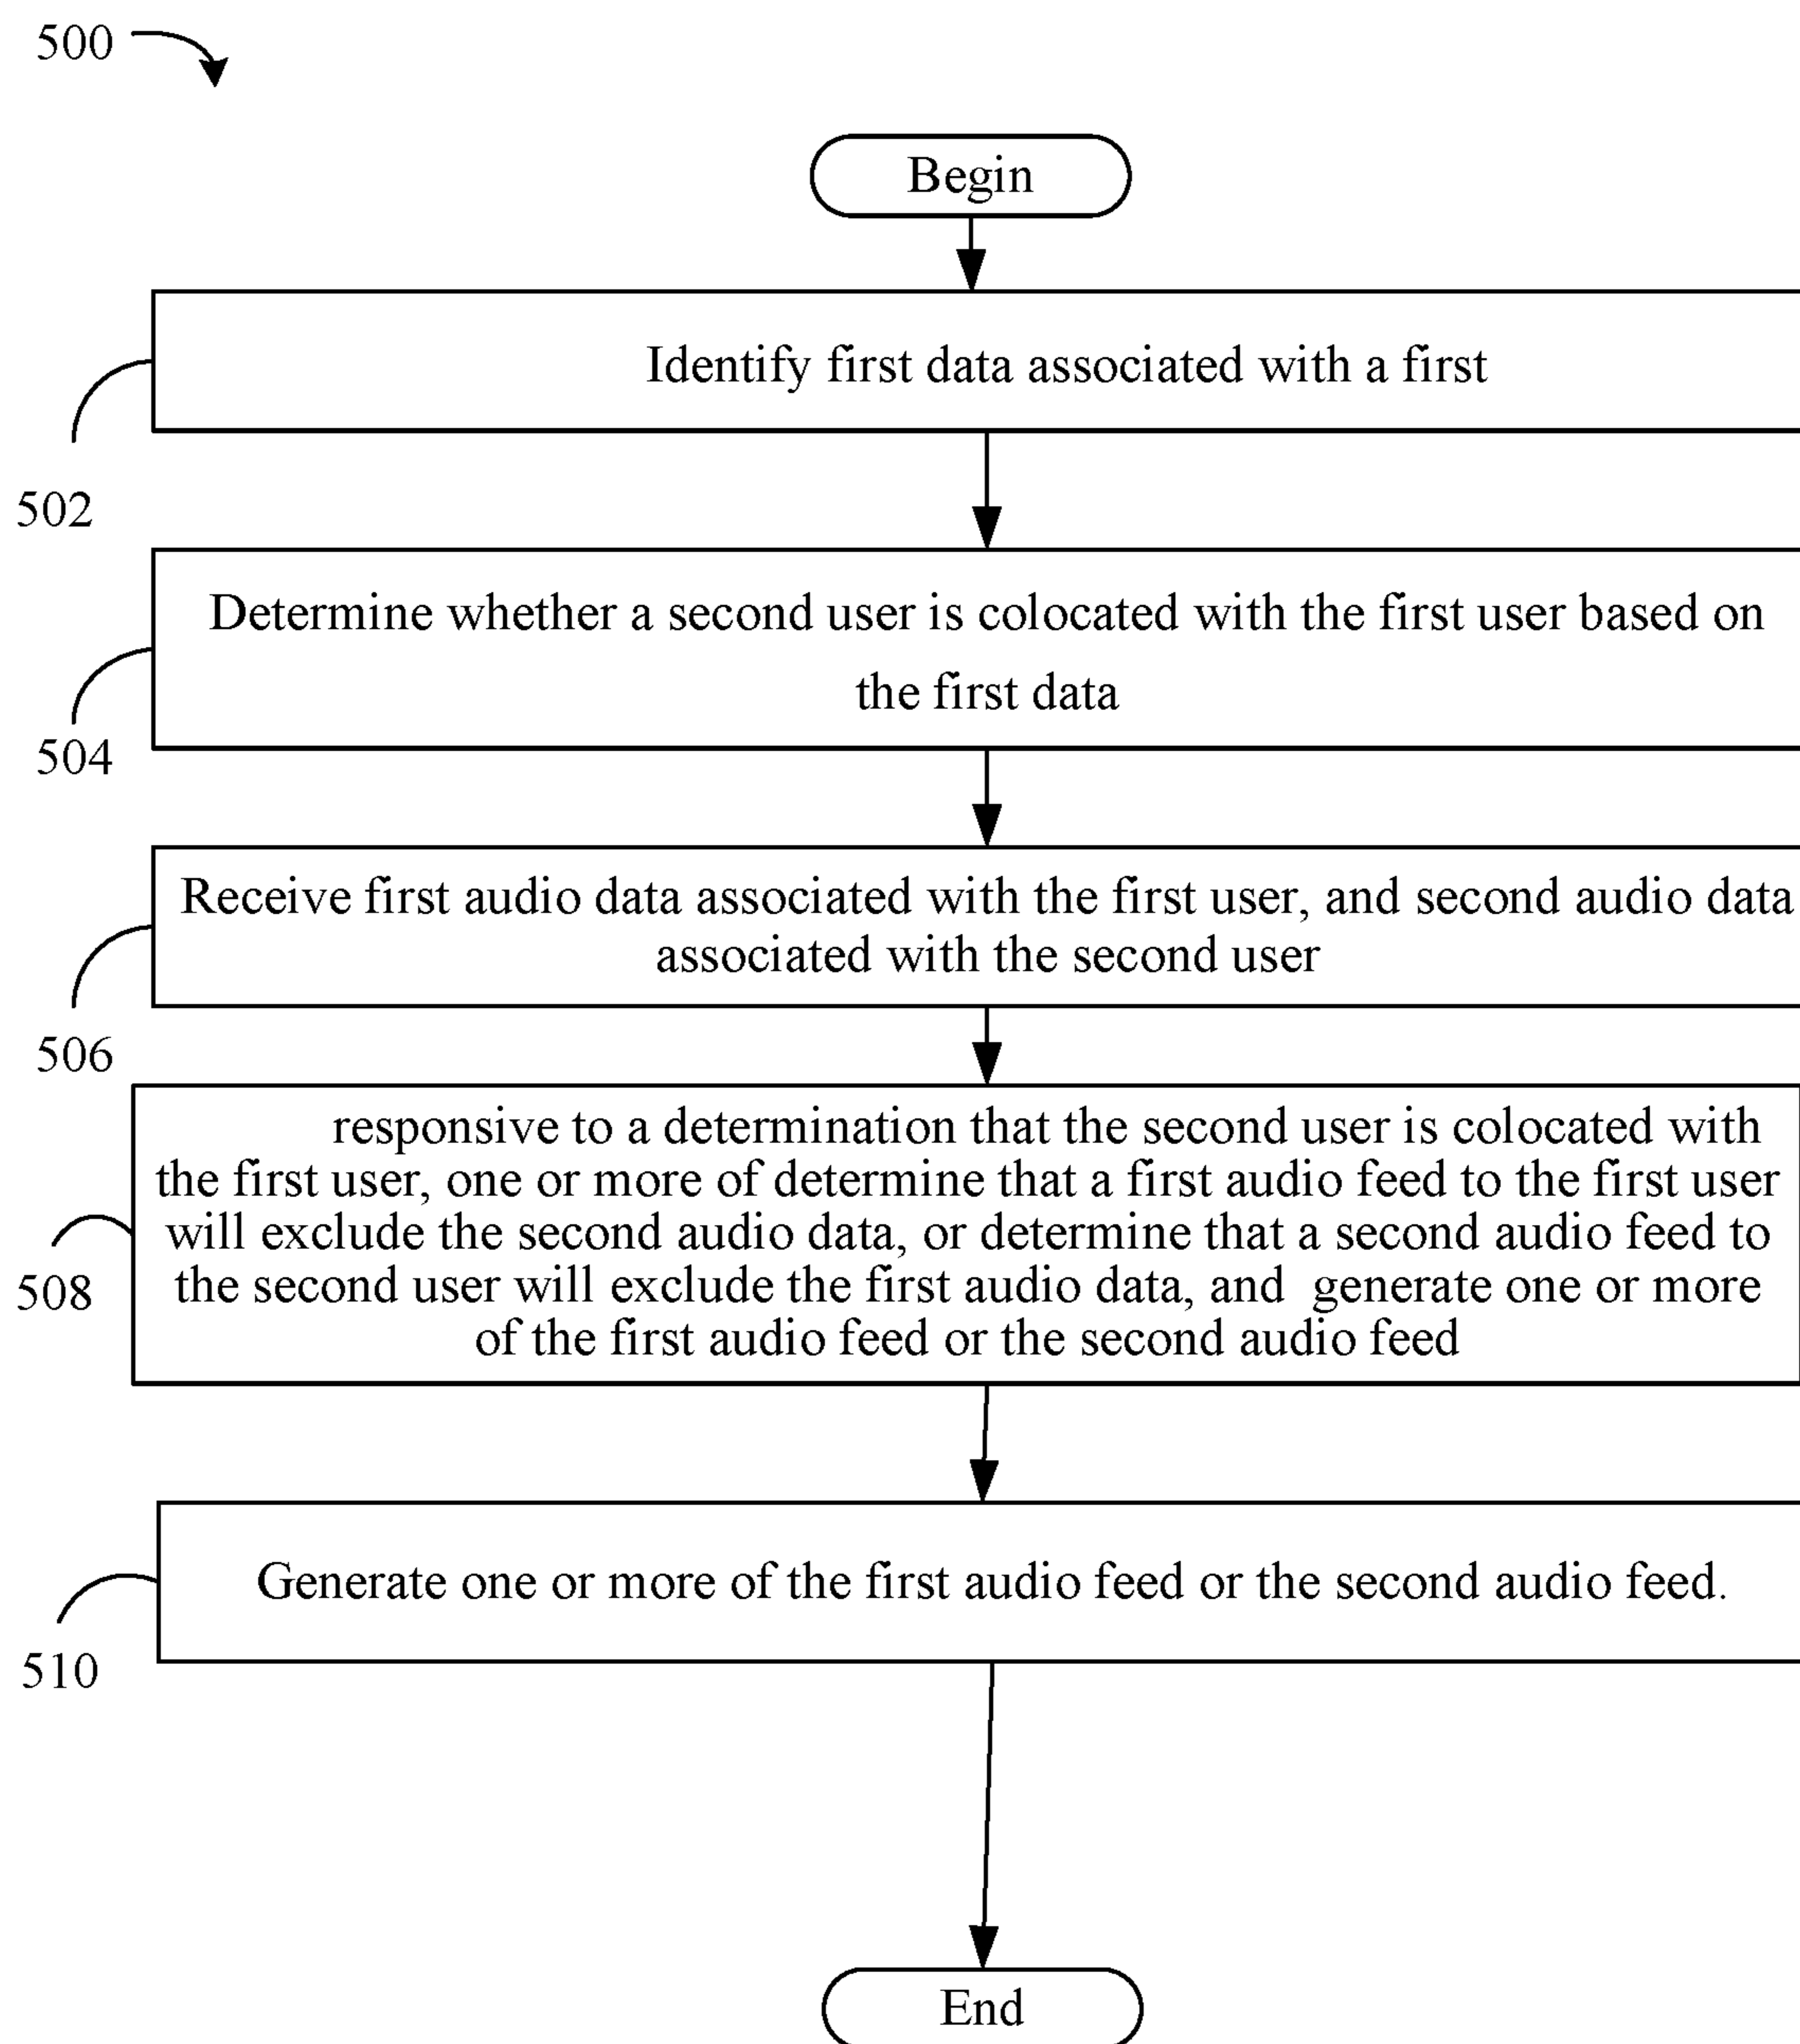 500
Begin
Identify first data associated with a first
502
Determine whether a second user is colocated with the first user based on
the first data
504
Receive first audio data associated with the first user, and second audio data
associated with the second user
506
responsive to a determination that the second user is colocated with
the first user, one or more of determine that a first audio feed to the first user
will exclude the second audio data, or determine that a second audio feed to
the second user will exclude the first audio data, and generate one or more
of the first audio feed or the second audio feed
508
Generate one or more of the first audio feed or the second audio feed.
510
End